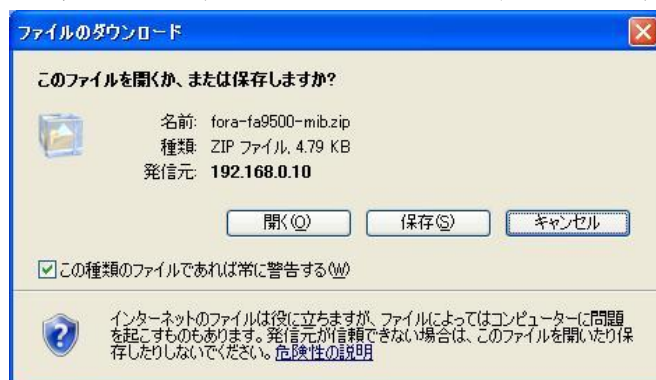 ファイルのダウンロード
このファイルを開くか、または保存しますか?
名前: fora-fa9500-mib.zip
種類: ZIP ファイル, 4.79 KB
発信元: 192.168.0.10
開く(O) 保存(S) キャンセル
この種類のファイルであれば常に警告する(W)
インターネットのファイルは役に立ちますが、ファイルによってはコンピューターに問題
を起こすものもあります。発信元が信頼できない場合は、このファイルを開いたり保
存したりしないでください。危険性の説明